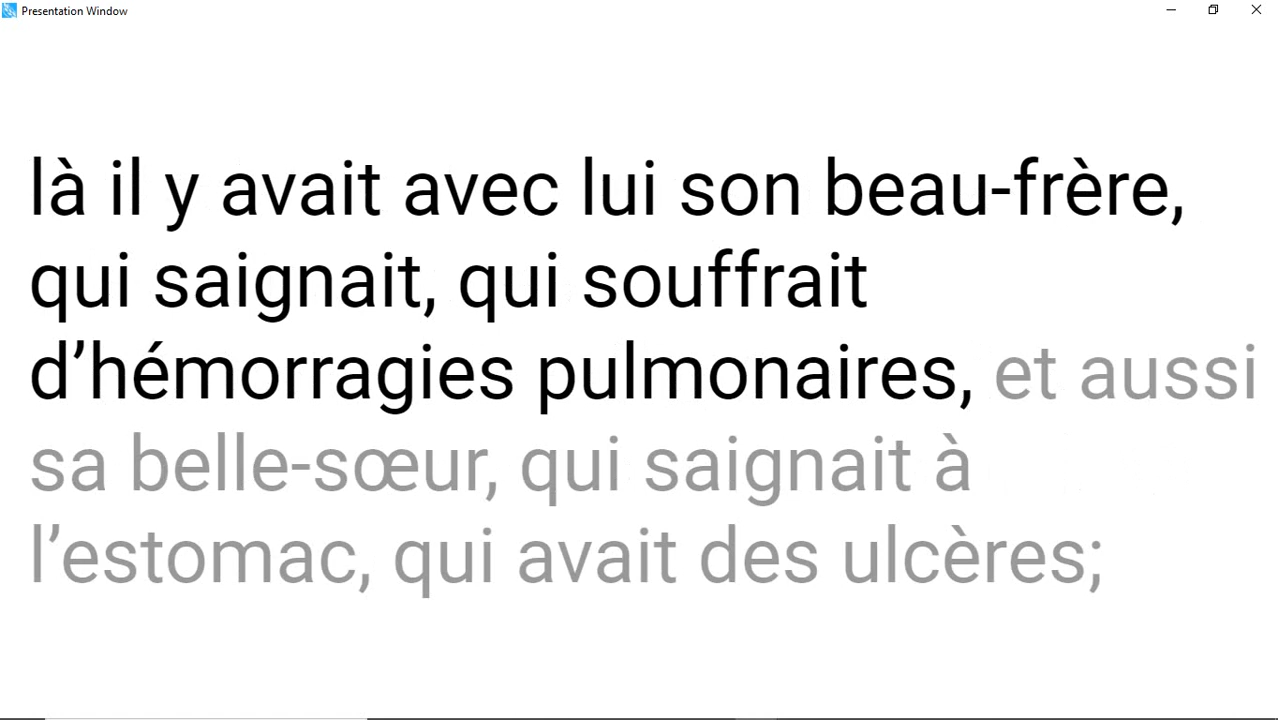 Presentation Window
là il y avait avec lui son beau-frère,
qui saignait, qui souffrait
d’hémorragies pulmonaires, et aussi
sa belle-sœur, qui saignait à
l’estomac, qui avait des ulcères;